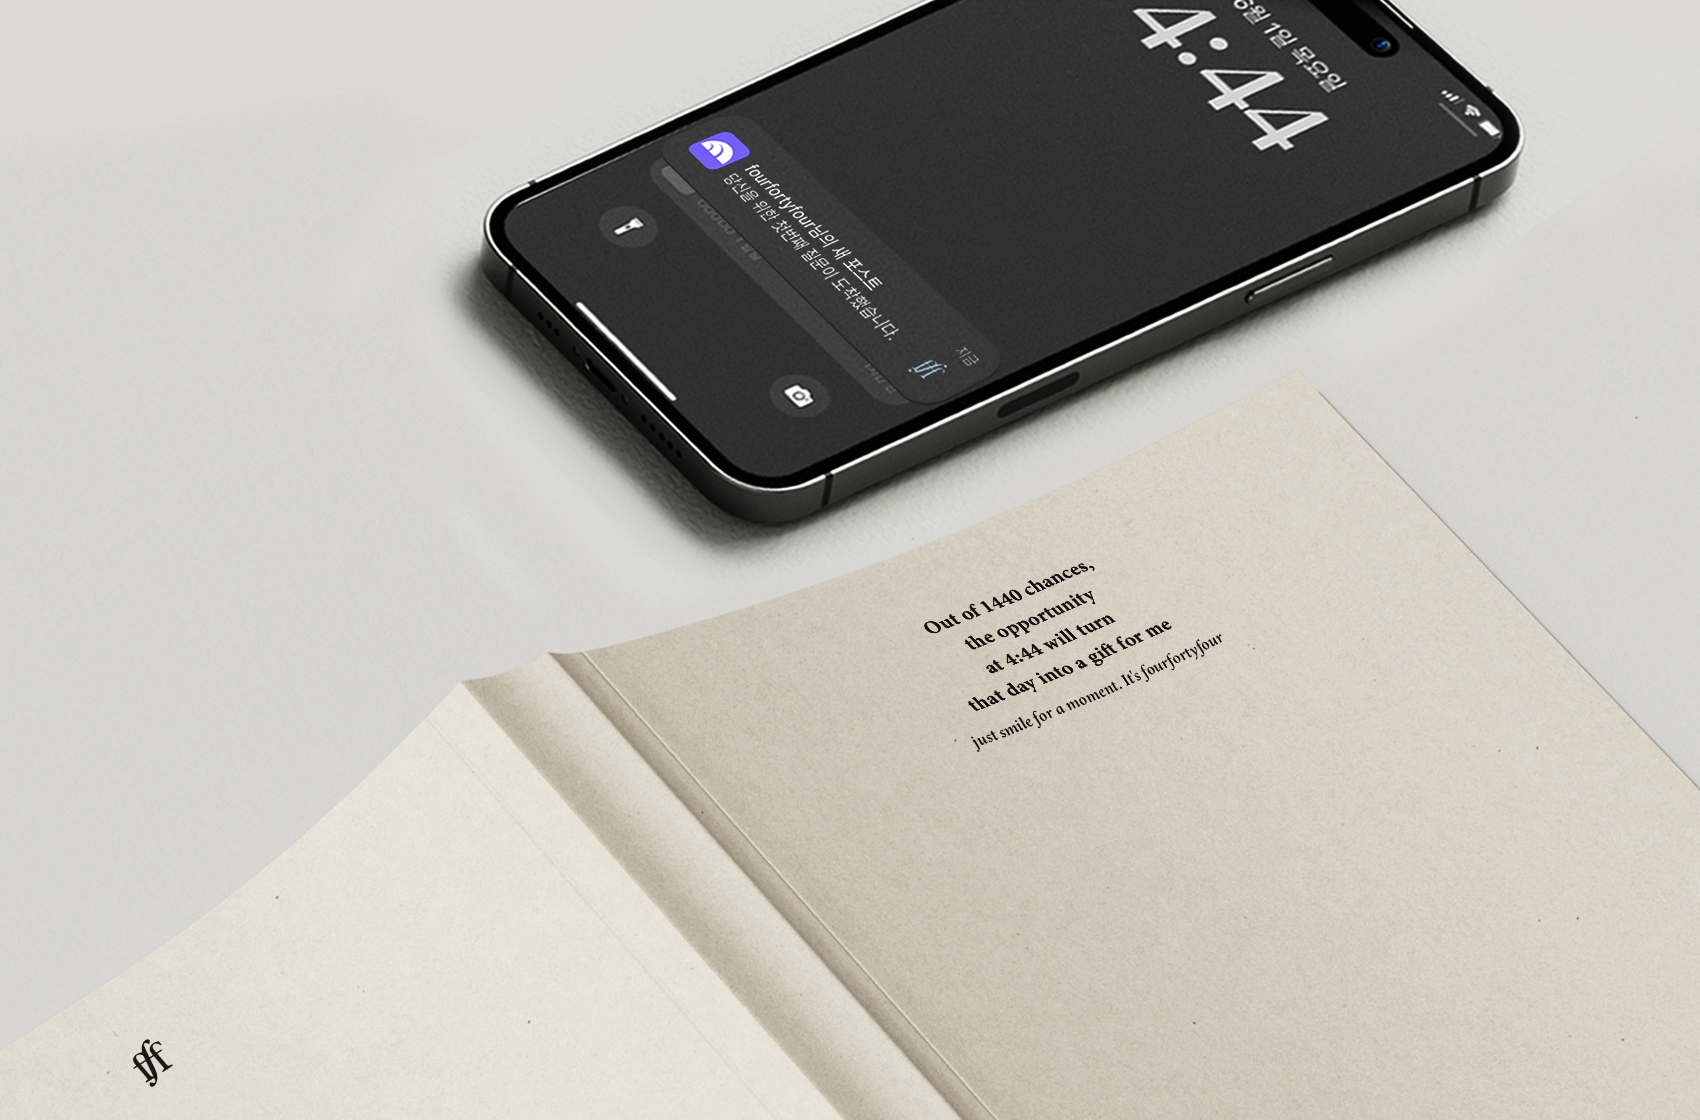 6월 1일 목요일
4:44
fourfortyfour님의 새 포스트
당신을 위한 첫번째 질문이 도착했습니다.
지금
fff
Out of 1440 chances,
the opportunity
at 4:44 will turn
that day into a gift for me
just smile for a moment. It's fourfortyfour
fff